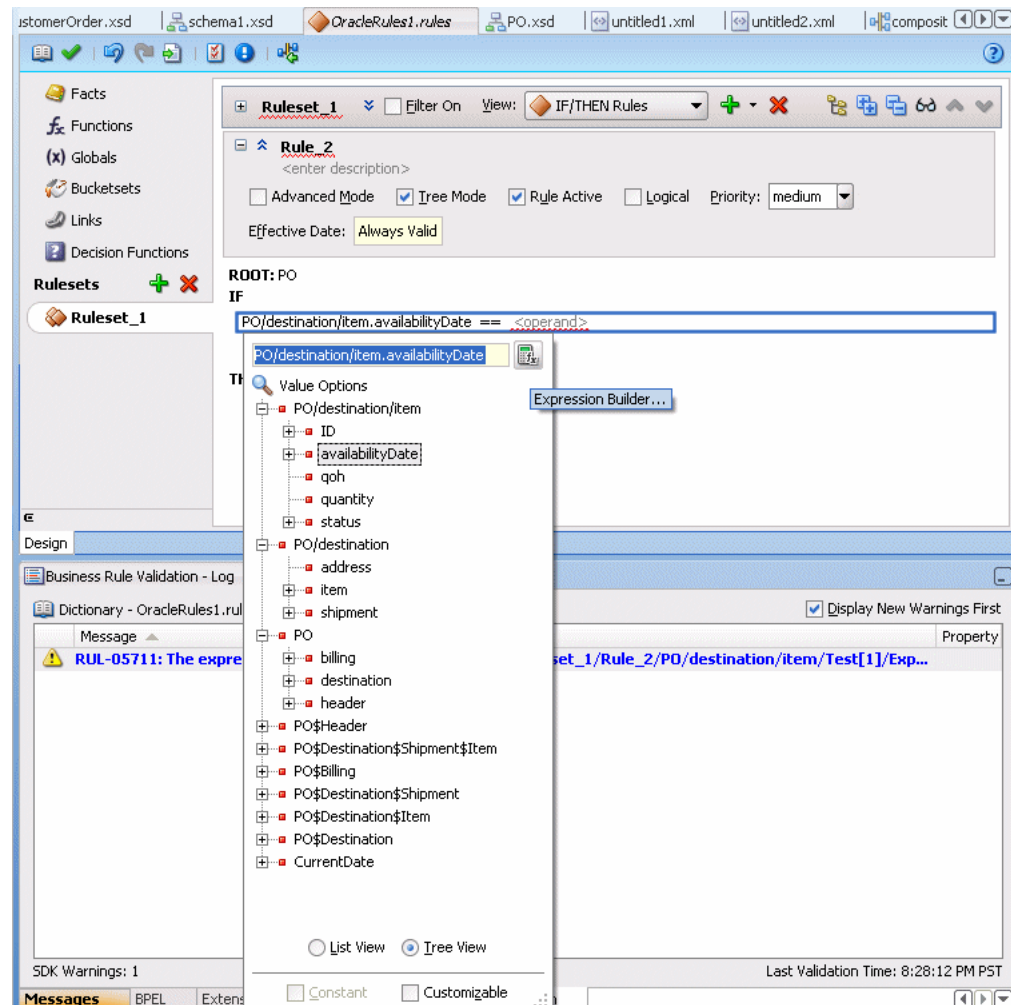 ustomerOrder.xsd schema1.xsd OracleRules1.rules PO.xsd untitled1.xml untitled2.xml composit
Facts
Functions
Globals
Bucketsets
Links
Decision Functions
Rulesets
Ruleset_1
Ruleset_1 Filter On View: IF/THEN Rules
Rule_2
<enter description>
Advanced Mode Tree Mode Rule Active Logical Priority: medium
Effective Date: Always Valid
ROOT: PO
IF
PO/destination/item.availabilityDate == <operand>
PO/destination/item.availabilityDate
TH
Value Options
Expression Builder...
PO/destination/item
ID
availabilityDate
qoh
quantity
status
PO/destination
address
item
shipment
PO
billing
destination
header
PO$Header
PO$Destination$Shipment$Item
PO$Billing
PO$Destination$Shipment
PO$Destination$Item
PO$Destination
CurrentDate
List View Tree View
Constant Customizable
Design
Business Rule Validation - Log
Dictionary - OracleRules1.rul Display New Warnings First
Message Property
RUL-05711: The expre set_1/Rule_2/PO/destination/item/Test[1]/Exp...
SDK Warnings: 1 Last Validation Time: 8:28:12 PM PST
Messages BPEL Extens